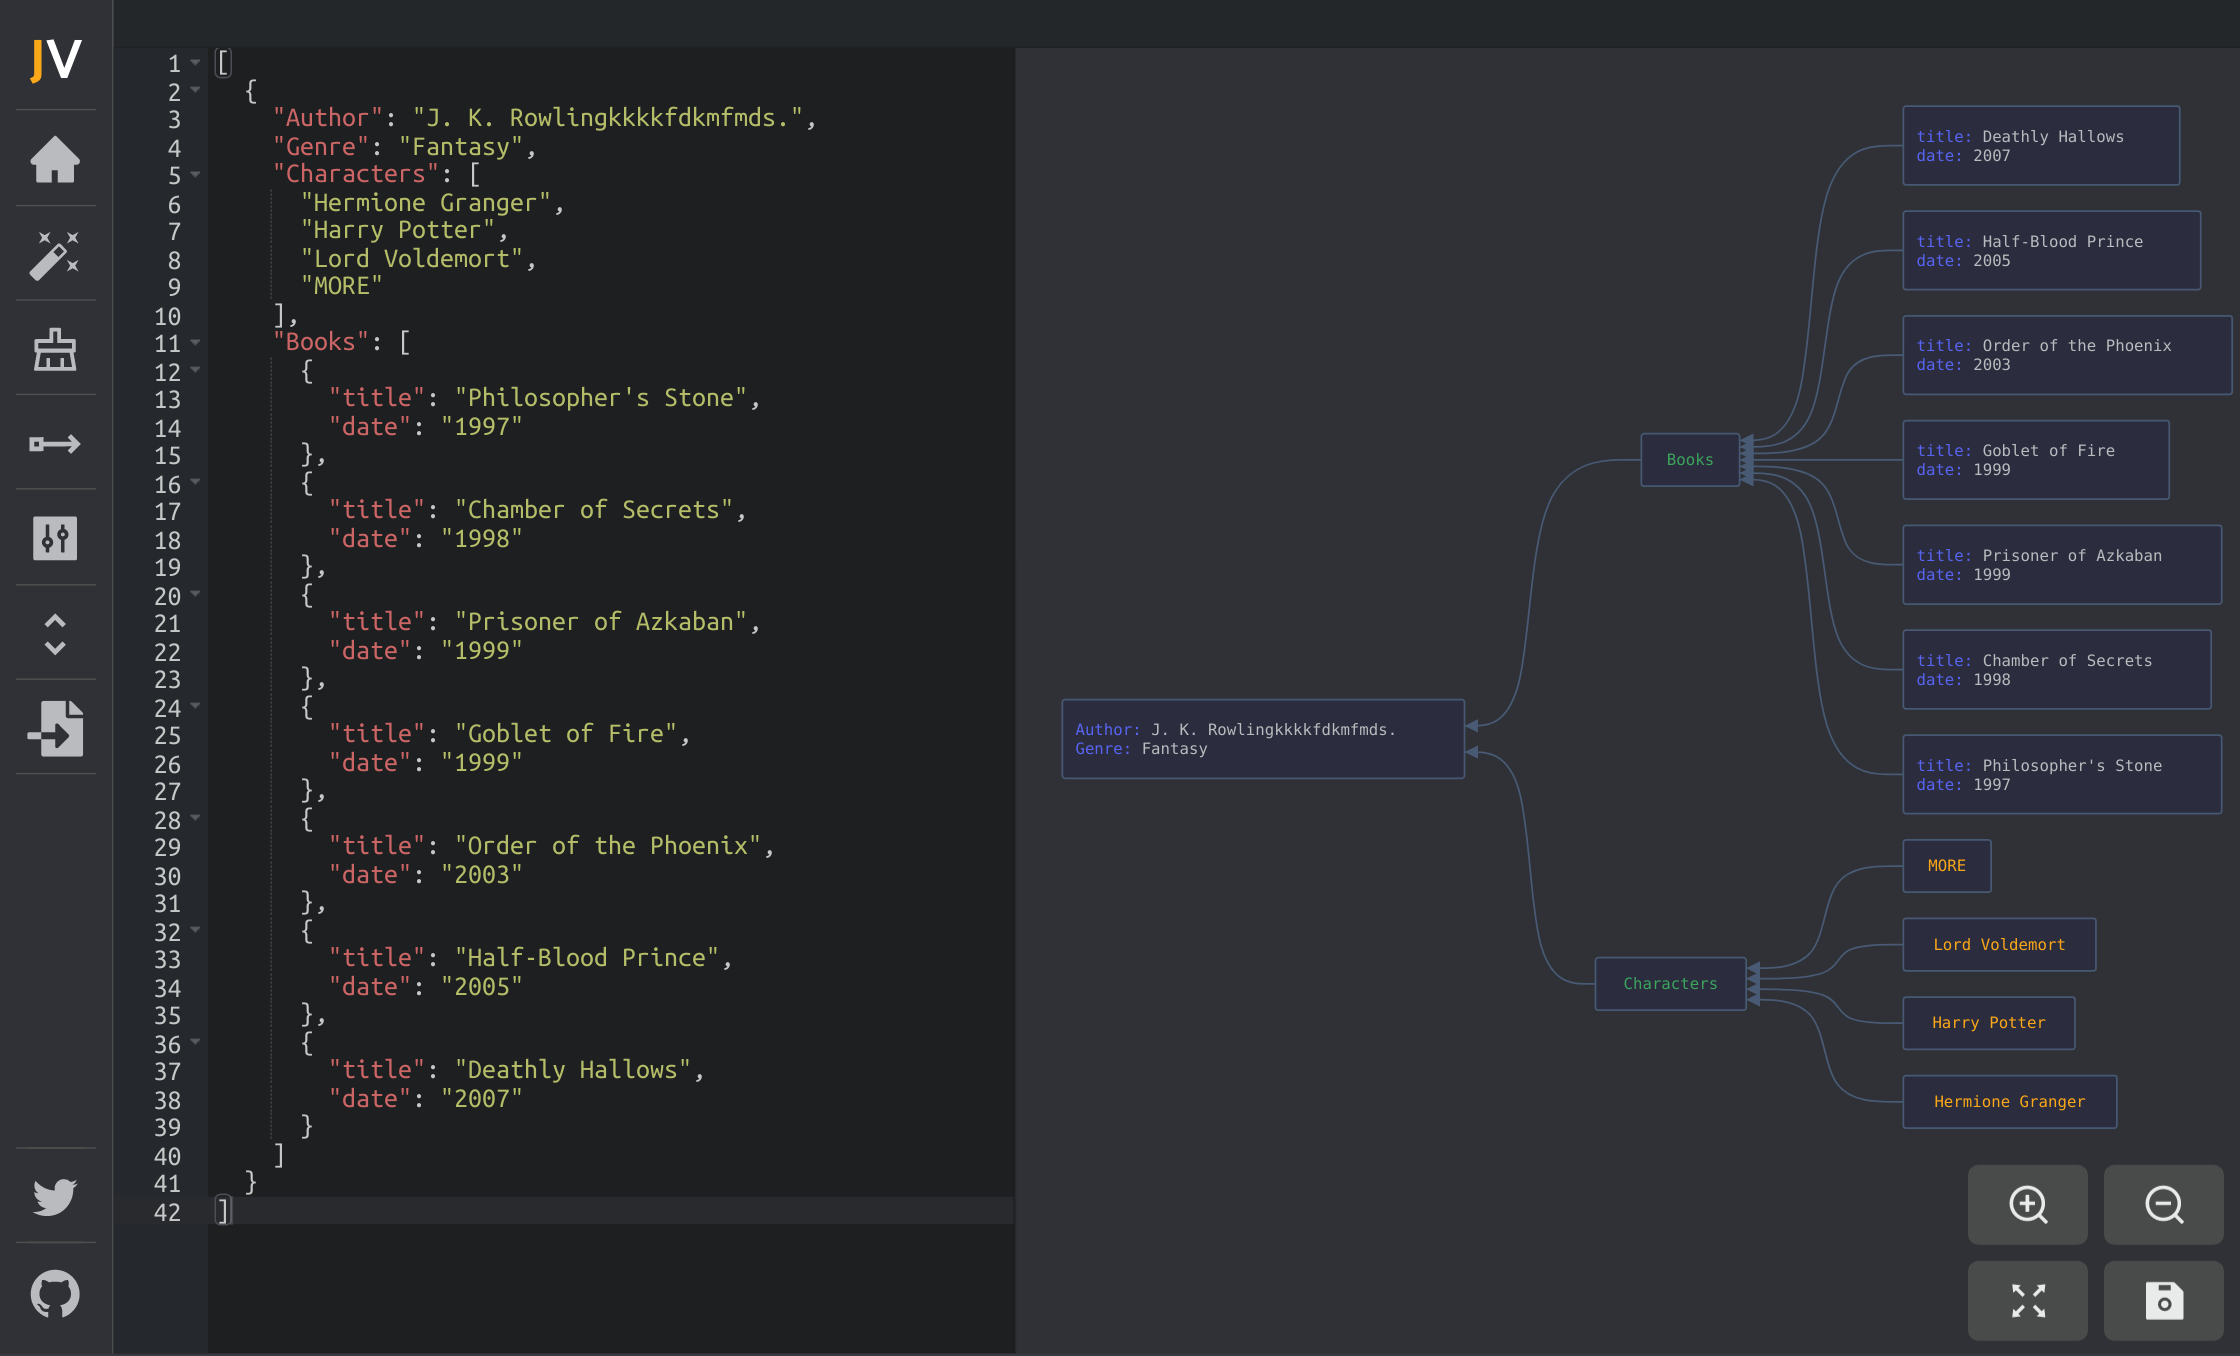 JV
1 [
2 {
3 "Author": "J. K. Rowlingkkkkfdkmfmds.",
4 "Genre": "Fantasy",
5 "Characters": [
6 "Hermione Granger",
7 "Harry Potter",
8 "Lord Voldemort",
9 "MORE"
10 ],
11 "Books": [
12 {
13 "title": "Philosopher's Stone",
14 "date": "1997"
15 },
16 {
17 "title": "Chamber of Secrets",
18 "date": "1998"
19 },
20 {
21 "title": "Prisoner of Azkaban",
22 "date": "1999"
23 },
24 {
25 "title": "Goblet of Fire",
26 "date": "1999"
27 },
28 {
29 "title": "Order of the Phoenix",
30 "date": "2003"
31 },
32 {
33 "title": "Half-Blood Prince",
34 "date": "2005"
35 },
36 {
37 "title": "Deathly Hallows",
38 "date": "2007"
39 }
40 ]
41 }
42 ]
Author: J. K. Rowlingkkkkfdkmfmds.
Genre: Fantasy
Books
Characters
title: Deathly Hallows
date: 2007
title: Half-Blood Prince
date: 2005
title: Order of the Phoenix
date: 2003
title: Goblet of Fire
date: 1999
title: Prisoner of Azkaban
date: 1999
title: Chamber of Secrets
date: 1998
title: Philosopher's Stone
date: 1997
MORE
Lord Voldemort
Harry Potter
Hermione Granger